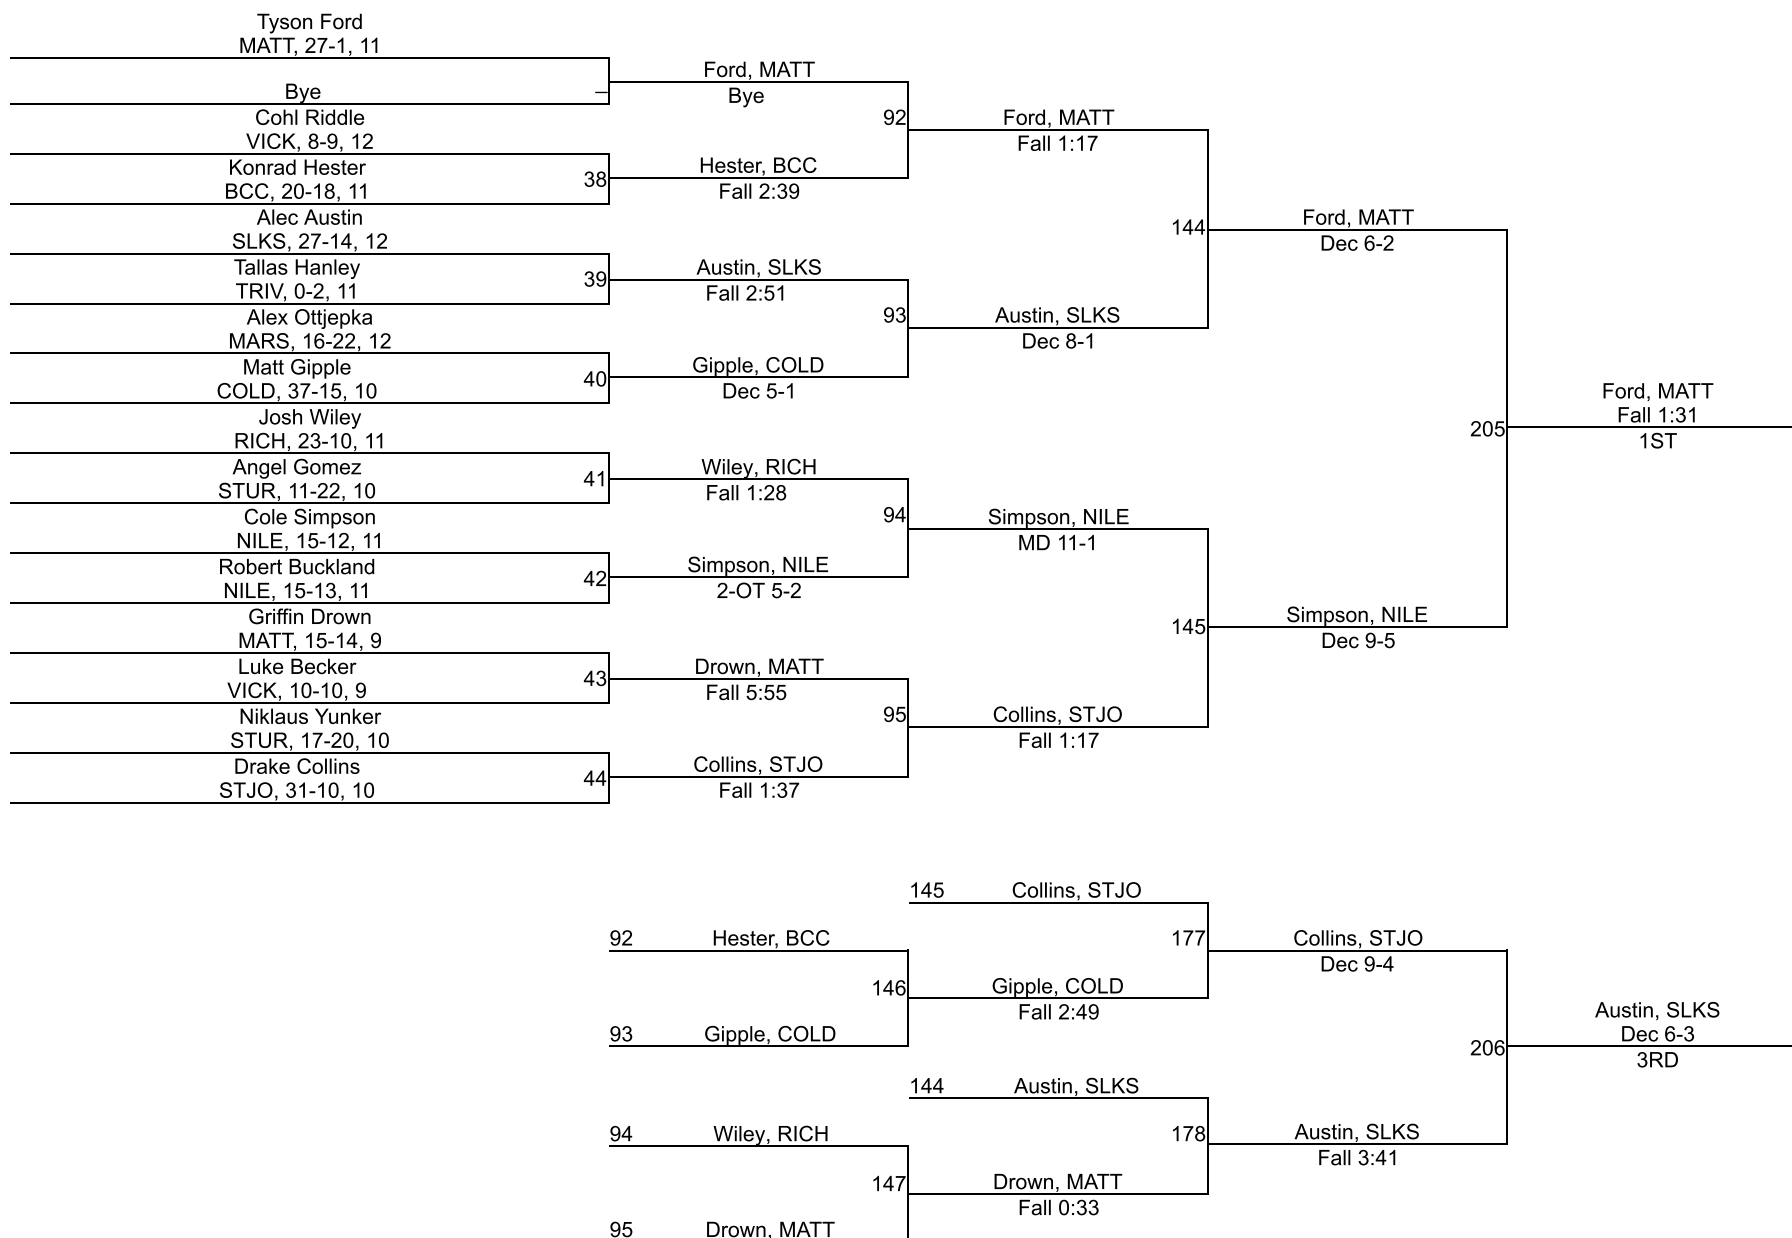 Tyson Ford
MATT, 27-1, 11
Bye
–
Cohl Riddle
VICK, 8-9, 12
Konrad Hester
BCC, 20-18, 11
38
Alec Austin
SLKS, 27-14, 12
Tallas Hanley
TRIV, 0-2, 11
39
Alex Ottjepka
MARS, 16-22, 12
Matt Gipple
COLD, 37-15, 10
40
Josh Wiley
RICH, 23-10, 11
Angel Gomez
STUR, 11-22, 10
41
Cole Simpson
NILE, 15-12, 11
Robert Buckland
NILE, 15-13, 11
42
Griffin Drown
MATT, 15-14, 9
Luke Becker
VICK, 10-10, 9
43
Niklaus Yunker
STUR, 17-20, 10
Drake Collins
STJO, 31-10, 10
44
Ford, MATT
Bye
92
Hester, BCC
Fall 2:39
Austin, SLKS
Fall 2:51
93
Gipple, COLD
Dec 5-1
Wiley, RICH
Fall 1:28
94
Simpson, NILE
2-OT 5-2
Drown, MATT
Fall 5:55
95
Collins, STJO
Fall 1:37
Ford, MATT
Fall 1:17
144
Austin, SLKS
Dec 8-1
Simpson, NILE
MD 11-1
145
Collins, STJO
Fall 1:17
Ford, MATT
Dec 6-2
205
Simpson, NILE
Dec 9-5
Ford, MATT
Fall 1:31
1ST
92 Hester, BCC
146
93 Gipple, COLD
94 Wiley, RICH
147
95 Drown, MATT
145 Collins, STJO
177
Gipple, COLD
Fall 2:49
144 Austin, SLKS
178
Drown, MATT
Fall 0:33
Collins, STJO
Dec 9-4
206
Austin, SLKS
Fall 3:41
Austin, SLKS
Dec 6-3
3RD